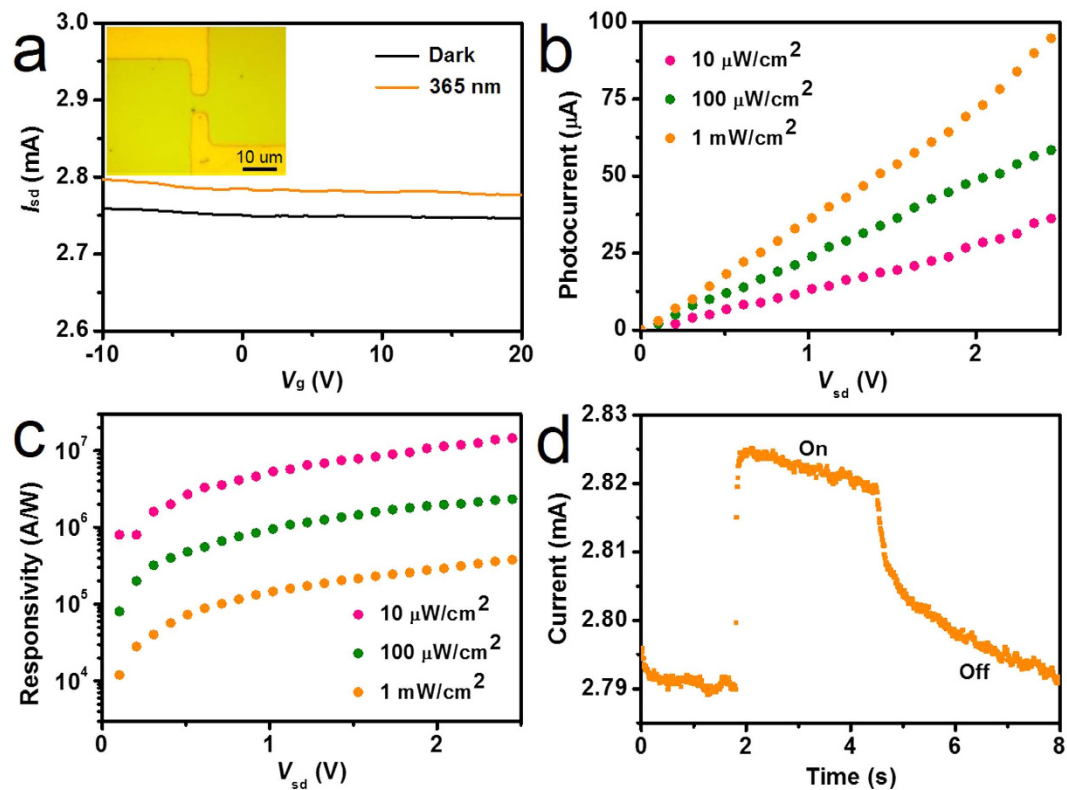 a
3.0
2.9
2.8
2.7
2.6
I_sd (mA)
Dark
365 nm
10 um
-10 0 10 20
V_g (V)
b
100
75
50
25
0
Photocurrent (μA)
10 μW/cm²
100 μW/cm²
1 mW/cm²
0 1 2
V_sd (V)
c
10⁷
10⁶
10⁵
10⁴
Responsivity (A/W)
10 μW/cm²
100 μW/cm²
1 mW/cm²
0 1 2
V_sd (V)
d
2.83
2.82
2.81
2.80
2.79
Current (mA)
On
Off
0 2 4 6 8
Time (s)